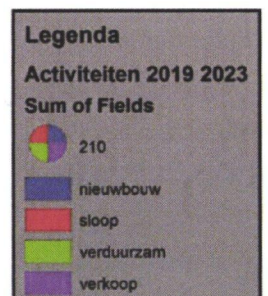 Legenda
Activiteiten 2019 2023
Sum of Fields
210
nieuwbouw
sloop
verduurzam
verkoop